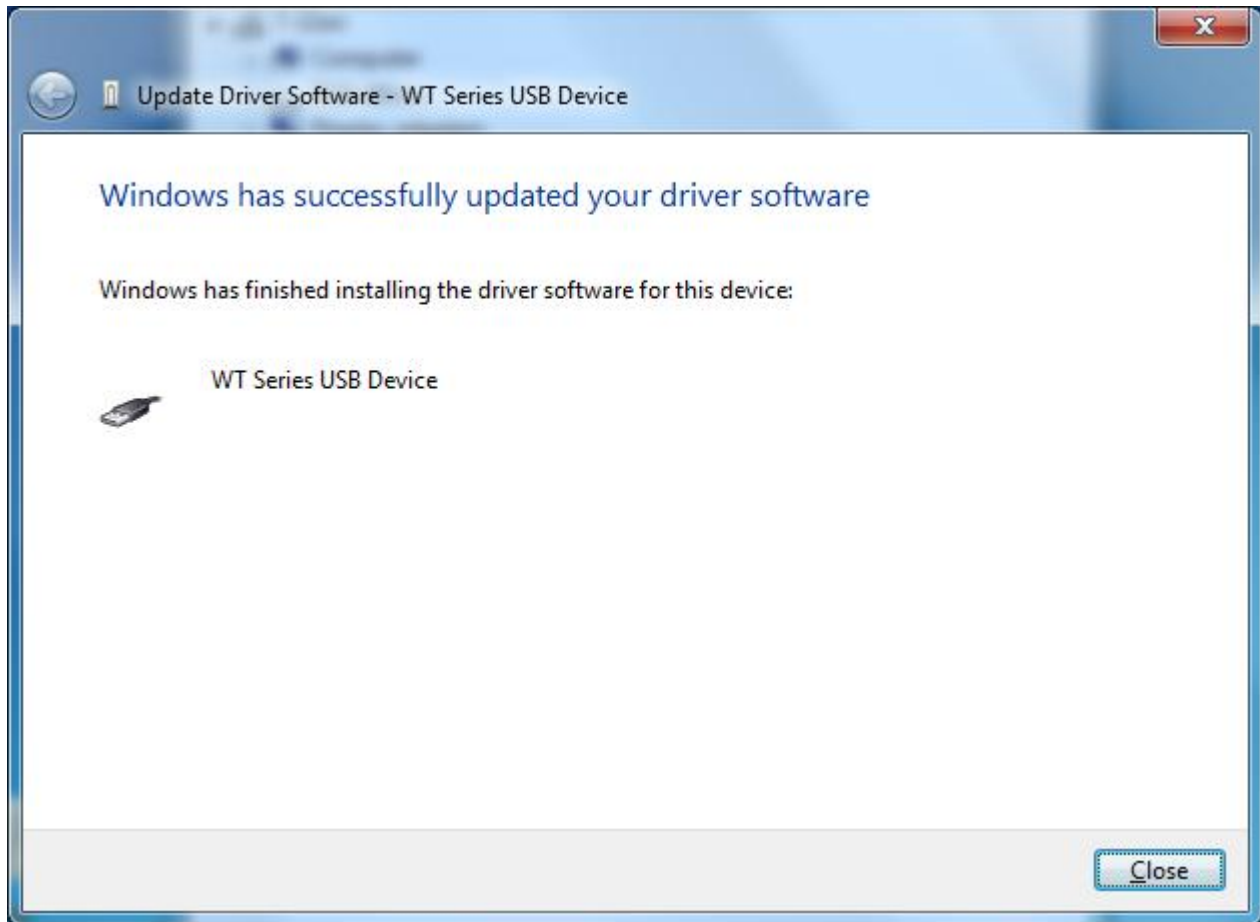 Computer
Update Driver Software - WT Series USB Device
Windows has successfully updated your driver software
Windows has finished installing the driver software for this device:
WT Series USB Device
Close